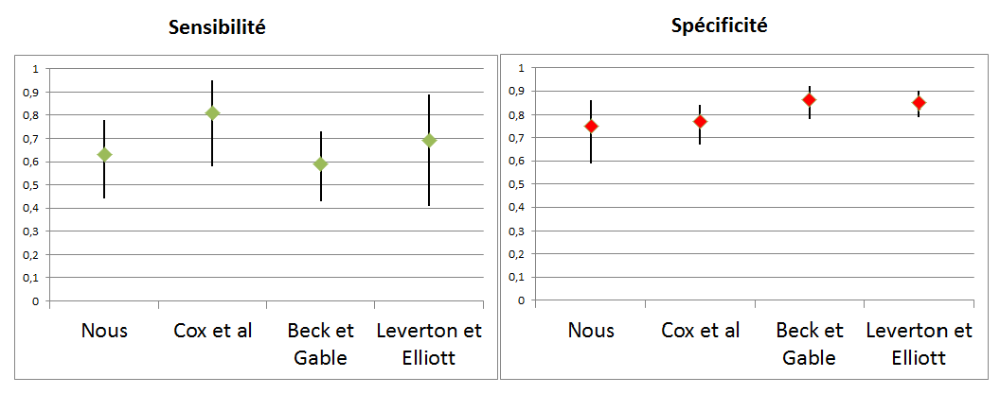 Sensibilité
1
0,9
0,8
0,7
0,6
0,5
0,4
0,3
0,2
0,1
0
Nous
Cox et al
Beck et
Gable
Leverton et
Elliott
Spécificité
1
0,9
0,8
0,7
0,6
0,5
0,4
0,3
0,2
0,1
0
Nous
Cox et al
Beck et
Gable
Leverton et
Elliott